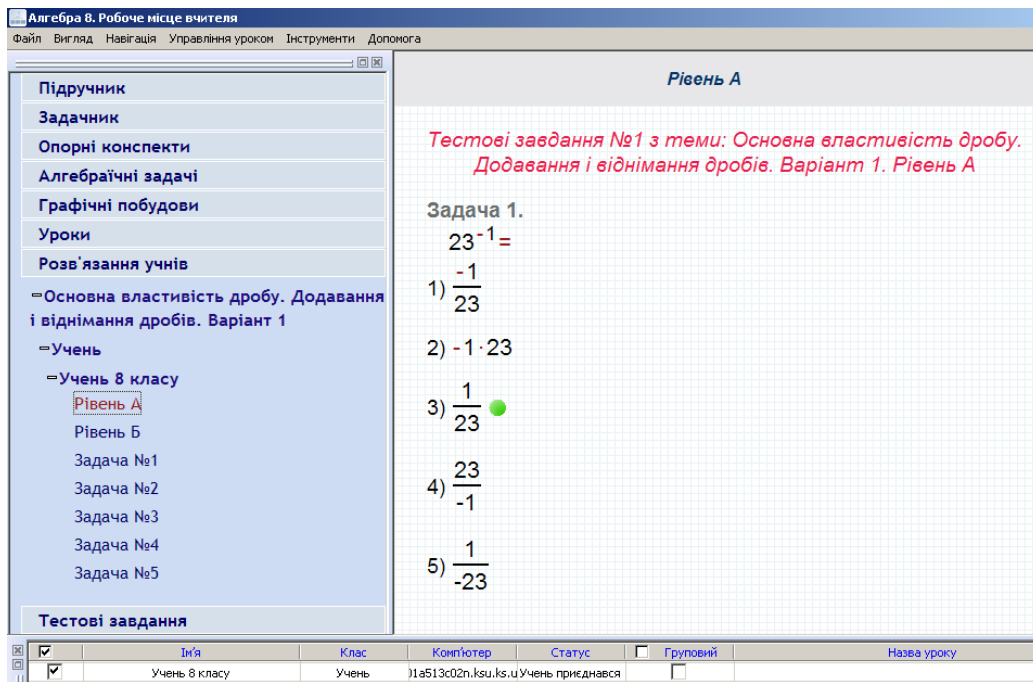 Алгебра 8. Робоче місце вчителя
Файл Вигляд Навігація Управління уроком Інструменти Допомога
Підручник
Задачник
Опорні конспекти
Алгебраїчні задачі
Графічні побудови
Уроки
Розв'язання учнів
Основна властивість дробу. Додавання
і віднімання дробів. Варіант 1
Учень
Учень 8 класу
Рівень А
Рівень Б
Задача №1
Задача №2
Задача №3
Задача №4
Задача №5
Тестові завдання
Рівень А
Тестові завдання №1 з теми: Основна властивість дробу.
Додавання і віднімання дробів. Варіант 1. Рівень А
Задача 1.
23⁻¹=
1) -1/23
2) -1·23
3) 1/23
4) 23/-1
5) 1/-23
Ім'я Клас Комп'ютер Статус Груповий Назва уроку
Учень 8 класу Учень 01a513c02n.ksu.ks.u Учень приєднався